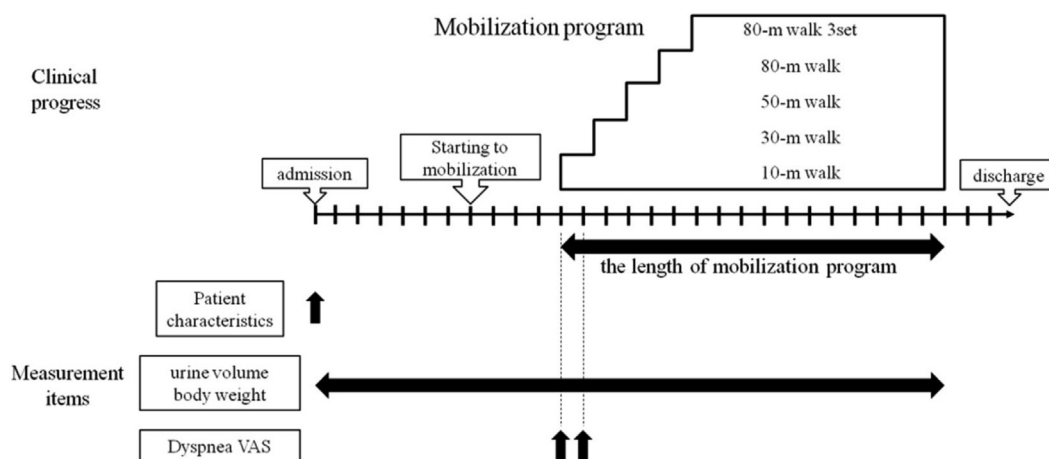 Mobilization program
80-m walk 3set
80-m walk
50-m walk
30-m walk
10-m walk
Clinical
progress
admission
Starting to
mobilization
discharge
the length of mobilization program
Patient
characteristics
Measurement
items
urine volume
body weight
Dyspnea VAS